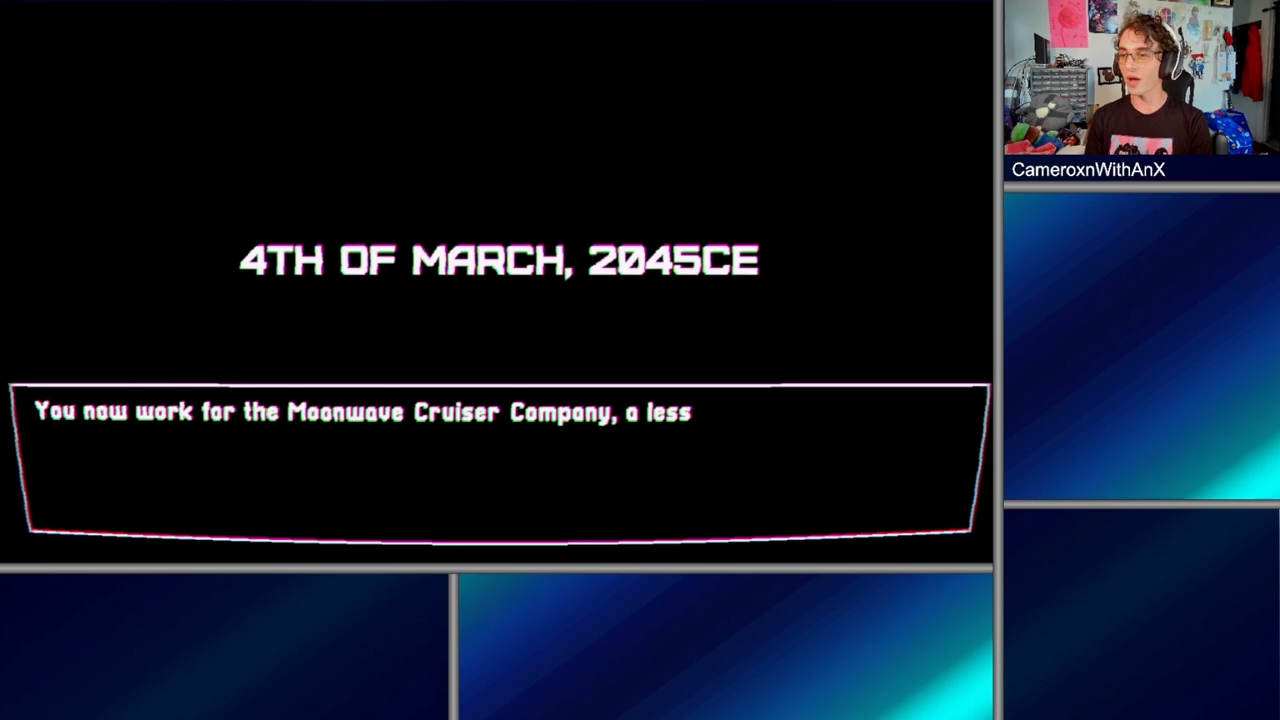 4TH OF MARCH, 2045CE
You now work for the Moonwave Cruiser Company, a less
CameroxnWithAnX